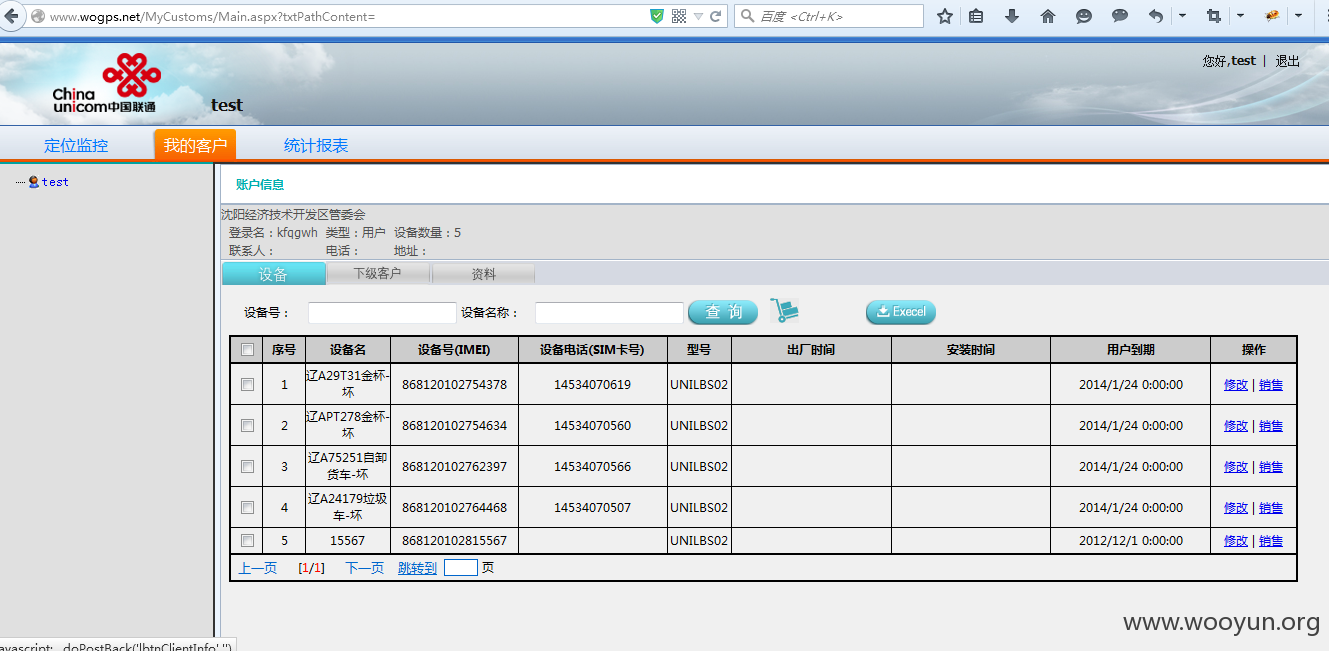 www.wogps.net/MyCustoms/Main.aspx?txtPathContent=
百度 <Ctrl+K>
您好,test | 退出
China
unicom中国联通
test
定位监控 我的客户 统计报表
test
账户信息
沈阳经济技术开发区管委会
登录名：kfqgwh 类型：用户 设备数量：5
联系人： 电话： 地址：
设备 下级客户 资料
设备号： 设备名称： 查 询 Execel
序号 设备名 设备号(IMEI) 设备电话(SIM卡号) 型号 出厂时间 安装时间 用户到期 操作
1 辽A29T31金杯-坏 868120102754378 14534070619 UNILBS02 2014/1/24 0:00:00 修改 | 销售
2 辽APT278金杯-坏 868120102754634 14534070560 UNILBS02 2014/1/24 0:00:00 修改 | 销售
3 辽A75251自卸货车-坏 868120102762397 14534070566 UNILBS02 2014/1/24 0:00:00 修改 | 销售
4 辽A24179垃圾车-坏 868120102764468 14534070507 UNILBS02 2014/1/24 0:00:00 修改 | 销售
5 15567 868120102815567 UNILBS02 2012/12/1 0:00:00 修改 | 销售
上一页 [1/1] 下一页 跳转到 页
www.wooyun.org
avascript:__doPostBack('lbtnClientInfo','')